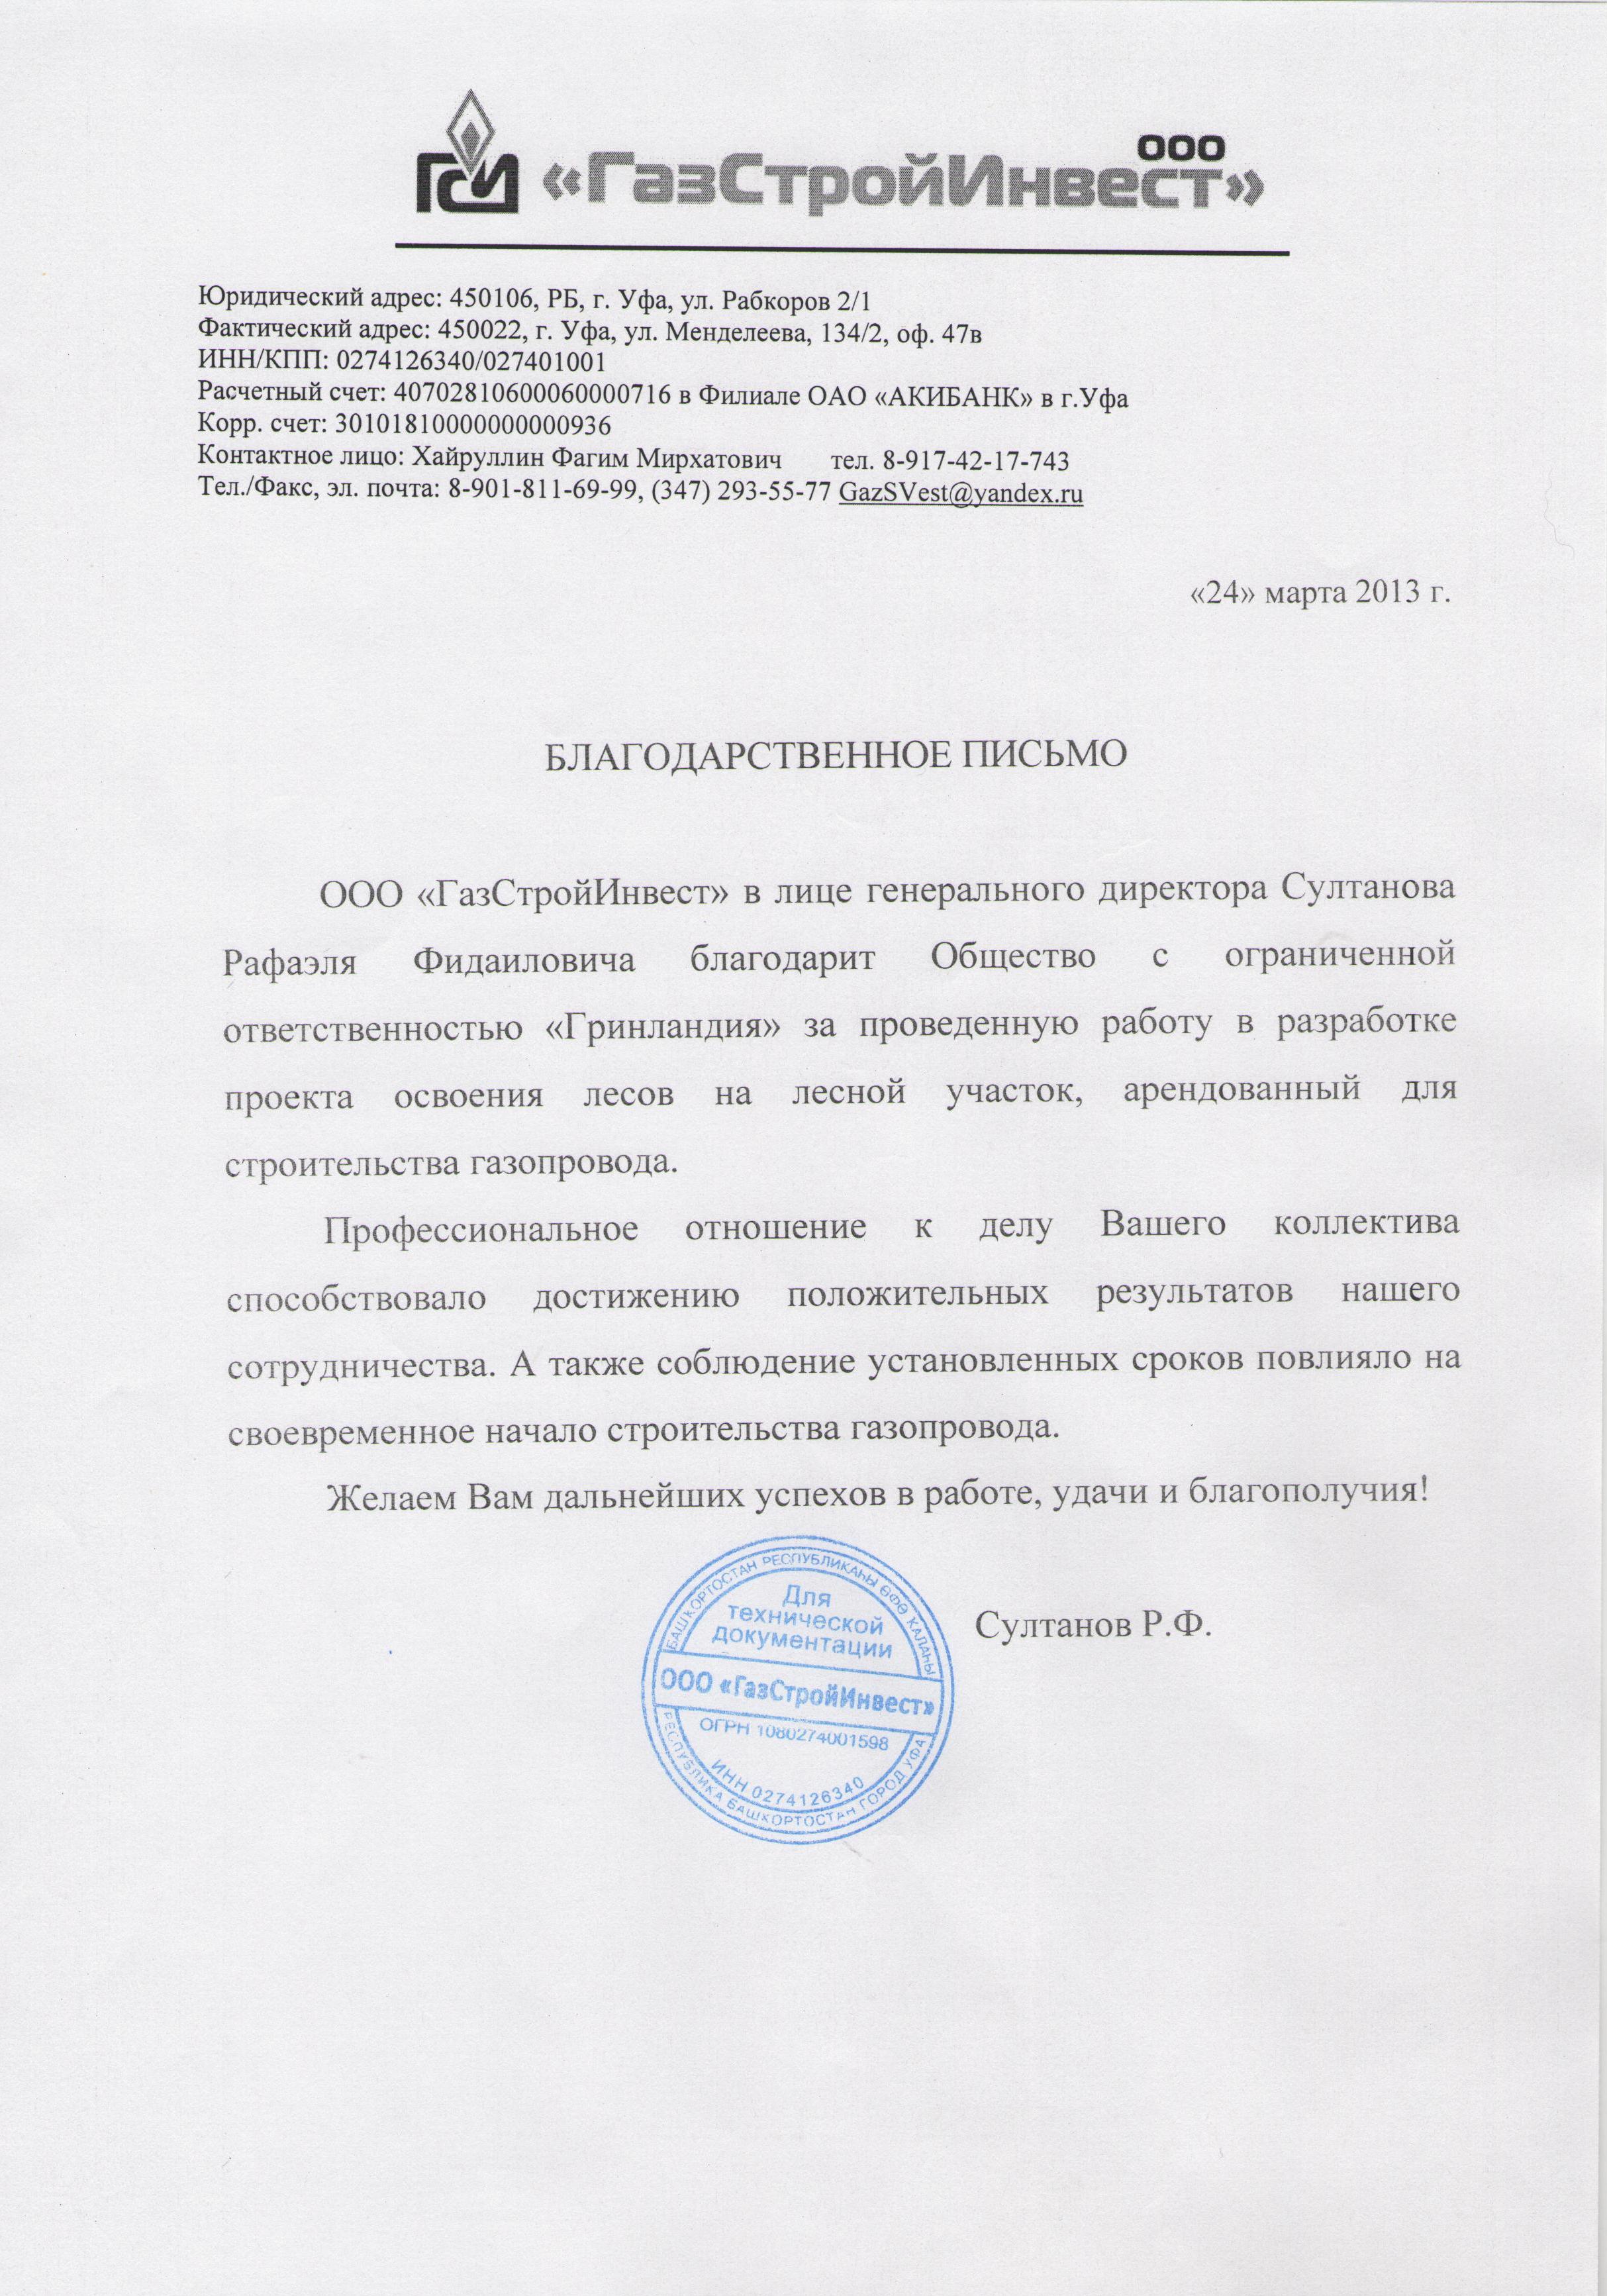 ГСИ «ГазСтройИнвест» ООО
Юридический адрес: 450106, РБ, г. Уфа, ул. Рабкоров 2/1
Фактический адрес: 450022, г. Уфа, ул. Менделеева, 134/2, оф. 47в
ИНН/КПП: 0274126340/027401001
Расчетный счет: 40702810600060000716 в Филиале ОАО «АКИБАНК» в г.Уфа
Корр. счет: 30101810000000000936
Контактное лицо: Хайруллин Фагим Мирхатович тел. 8-917-42-17-743
Тел./Факс, эл. почта: 8-901-811-69-99, (347) 293-55-77 GazSVest@yandex.ru
«24» марта 2013 г.
БЛАГОДАРСТВЕННОЕ ПИСЬМО
ООО «ГазСтройИнвест» в лице генерального директора Султанова
Рафаэля Фидаиловича благодарит Общество с ограниченной
ответственностью «Гринландия» за проведенную работу в разработке
проекта освоения лесов на лесной участок, арендованный для
строительства газопровода.
Профессиональное отношение к делу Вашего коллектива
способствовало достижению положительных результатов нашего
сотрудничества. А также соблюдение установленных сроков повлияло на
своевременное начало строительства газопровода.
Желаем Вам дальнейших успехов в работе, удачи и благополучия!
Султанов Р.Ф.
БАШКОРТОСТАН РЕСПУБЛИКАҺЫ ӨФӨ ҠАЛАҺЫ
Для
технической
документации
ООО «ГазСтройИнвест»
ОГРН 1080274001598
ИНН 0274126340
РЕСПУБЛИКА БАШКОРТОСТАН ГОРОД УФА